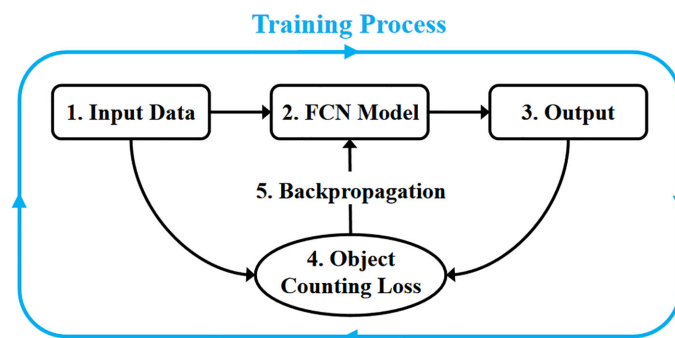 Training Process
1. Input Data
2. FCN Model
3. Output
5. Backpropagation
4. Object
Counting Loss